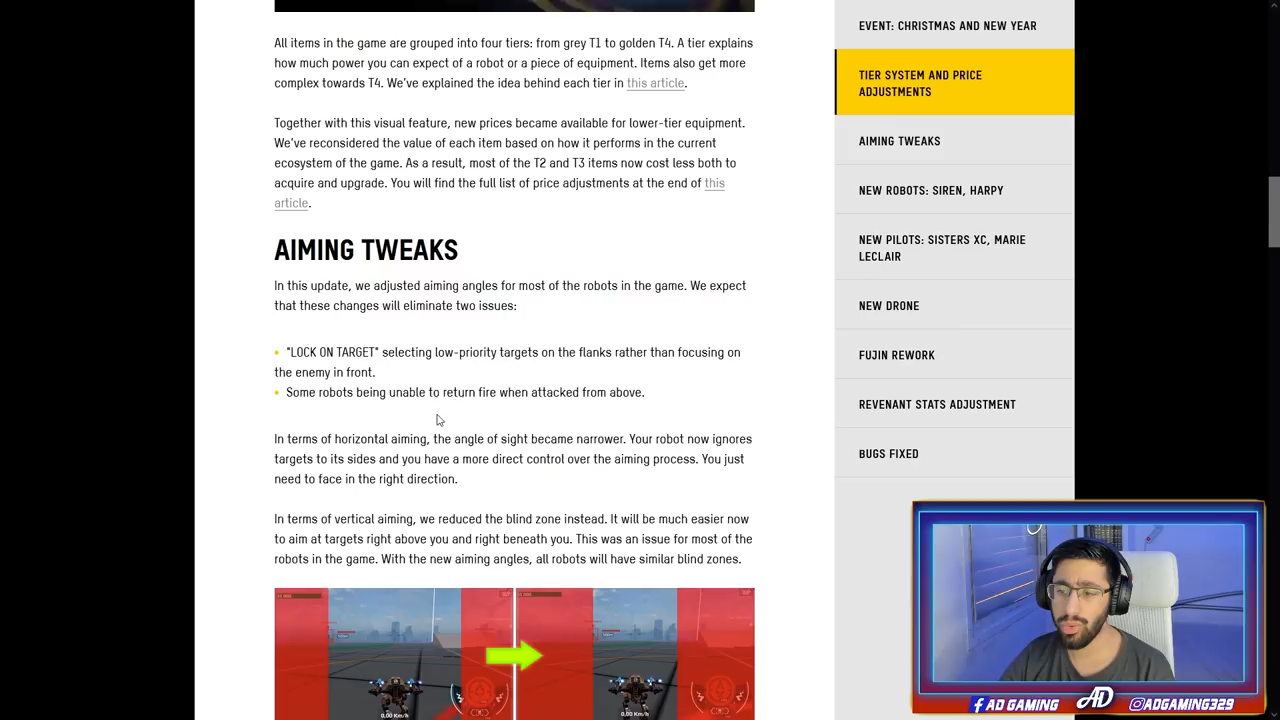 All items in the game are grouped into four tiers: from grey T1 to golden T4. A tier explains
how much power you can expect of a robot or a piece of equipment. Items also get more
complex towards T4. We've explained the idea behind each tier in this article.
Together with this visual feature, new prices became available for lower-tier equipment.
We've reconsidered the value of each item based on how it performs in the current
ecosystem of the game. As a result, most of the T2 and T3 items now cost less both to
acquire and upgrade. You will find the full list of price adjustments at the end of this
article.
AIMING TWEAKS
In this update, we adjusted aiming angles for most of the robots in the game. We expect
that these changes will eliminate two issues:
• "LOCK ON TARGET" selecting low-priority targets on the flanks rather than focusing on
the enemy in front.
• Some robots being unable to return fire when attacked from above.
In terms of horizontal aiming, the angle of sight became narrower. Your robot now ignores
targets to its sides and you have a more direct control over the aiming process. You just
need to face in the right direction.
In terms of vertical aiming, we reduced the blind zone instead. It will be much easier now
to aim at targets right above you and right beneath you. This was an issue for most of the
robots in the game. With the new aiming angles, all robots will have similar blind zones.
0,00 Km/h
0,00 Km/h
EVENT: CHRISTMAS AND NEW YEAR
TIER SYSTEM AND PRICE
ADJUSTMENTS
AIMING TWEAKS
NEW ROBOTS: SIREN, HARPY
NEW PILOTS: SISTERS XC, MARIE
LECLAIR
NEW DRONE
FUJIN REWORK
REVENANT STATS ADJUSTMENT
BUGS FIXED
AD GAMING
AD
@ADGAMING329